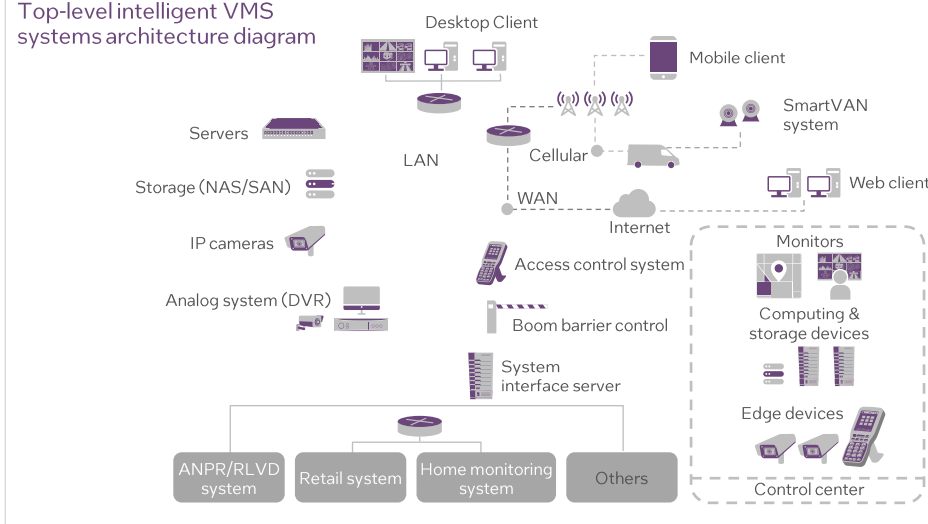 Top-level intelligent VMS
systems architecture diagram
Desktop Client
Mobile client
SmartVAN
system
Servers
LAN
Cellular
Storage (NAS/SAN)
Web client
WAN
Internet
IP cameras
Monitors
Access control system
Analog system (DVR)
Boom barrier control
Computing &
storage devices
System
interface server
Edge devices
ANPR/RLVD
system
Retail system
Home monitoring
system
Others
Control center